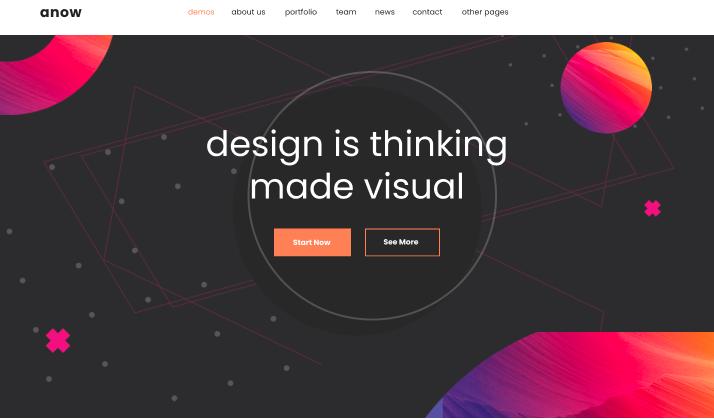 anow
demos about us portfolio team news contact other pages
design is thinking
made visual
Start Now See More